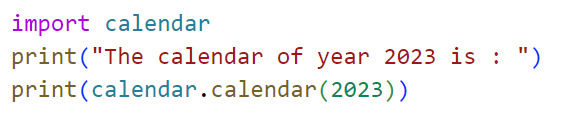 import calendar
print("The calendar of year 2023 is : ")
print(calendar.calendar(2023))